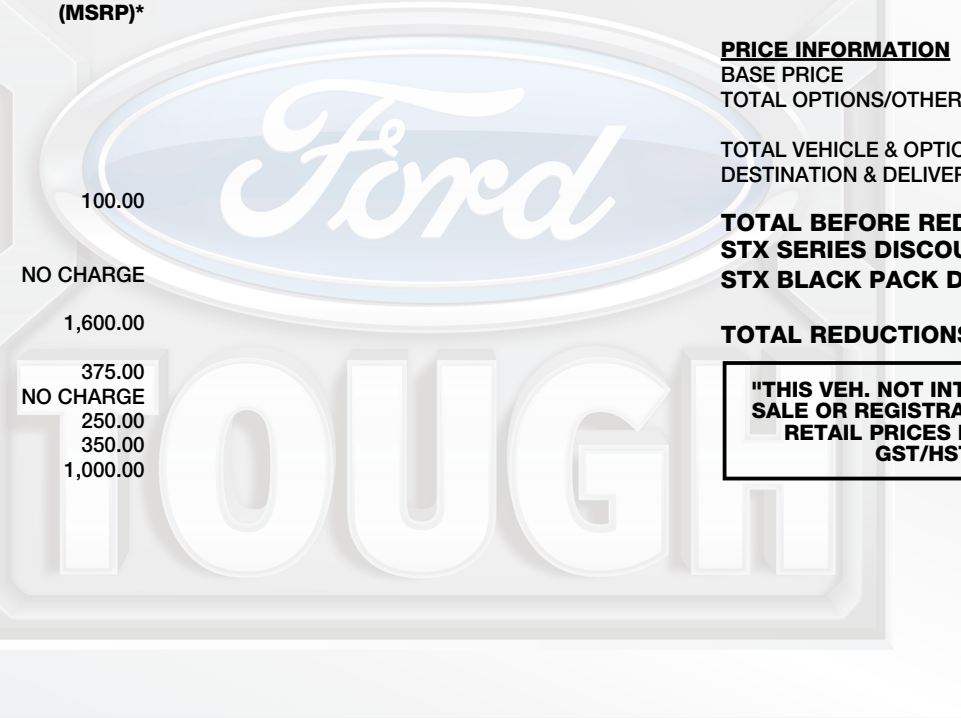 (MSRP)*
100.00
NO CHARGE
1,600.00
375.00
NO CHARGE
250.00
350.00
1,000.00
Ford
TOUGH
PRICE INFORMATION
BASE PRICE
TOTAL OPTIONS/OTHER
TOTAL VEHICLE & OPTIO
DESTINATION & DELIVER
TOTAL BEFORE RED
STX SERIES DISCOU
STX BLACK PACK D
TOTAL REDUCTIONS
"THIS VEH. NOT INT
SALE OR REGISTRA
RETAIL PRICES
GST/HST